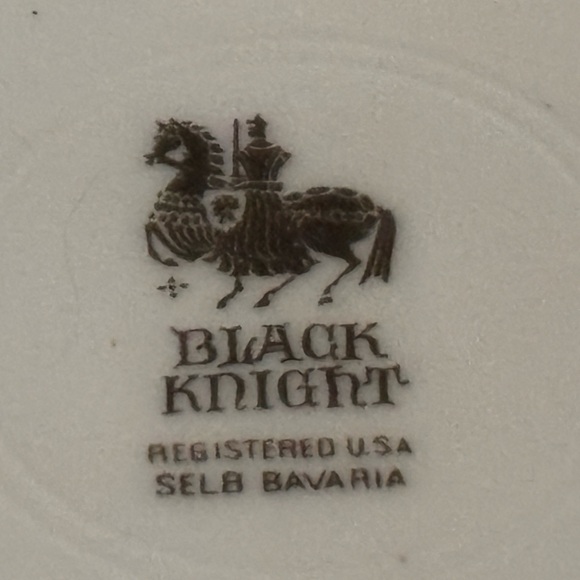 BLACK
KNIGHT
REGISTERED U.S.A
SELB BAVARIA